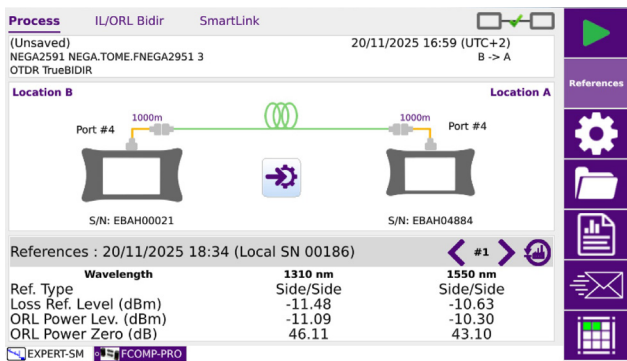 Process IL/ORL Bidir SmartLink
(Unsaved) 20/11/2025 16:59 (UTC+2)
NEGA2591 NEGA.TOME.FNEGA2951 3 B -> A
OTDR TrueBIDIR
Location B Location A
1000m 1000m
Port #4 Port #4
S/N: EBAH00021 S/N: EBAH04884
References : 20/11/2025 18:34 (Local SN 00186) #1
Wavelength 1310 nm 1550 nm
Ref. Type Side/Side Side/Side
Loss Ref. Level (dBm) -11.48 -10.63
ORL Power Lev. (dBm) -11.09 -10.30
ORL Power Zero (dB) 46.11 43.10
EXPERT-SM FCOMP-PRO
References